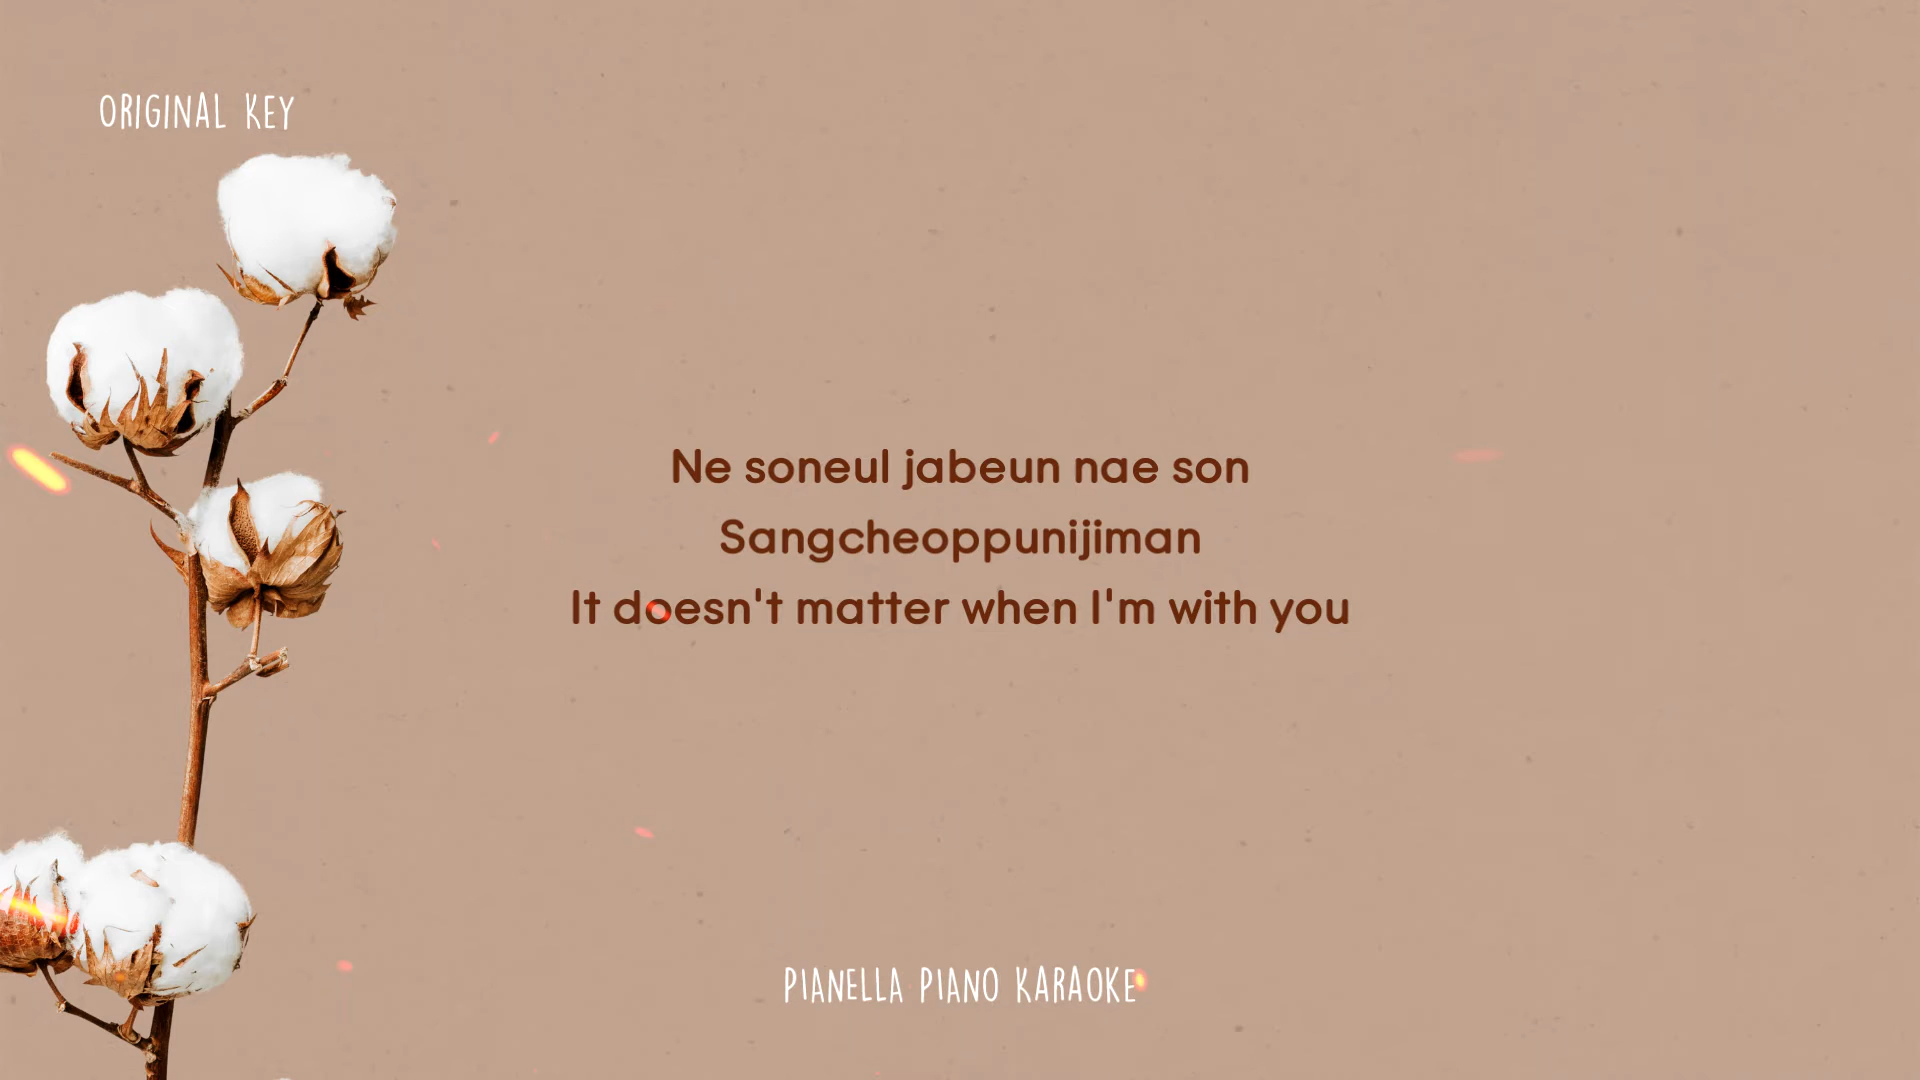 ORIGINAL KEY
Ne soneul jabeun nae son
Sangcheoppunijiman
It doesn't matter when I'm with you
PIANELLA PIANO KARAOKE